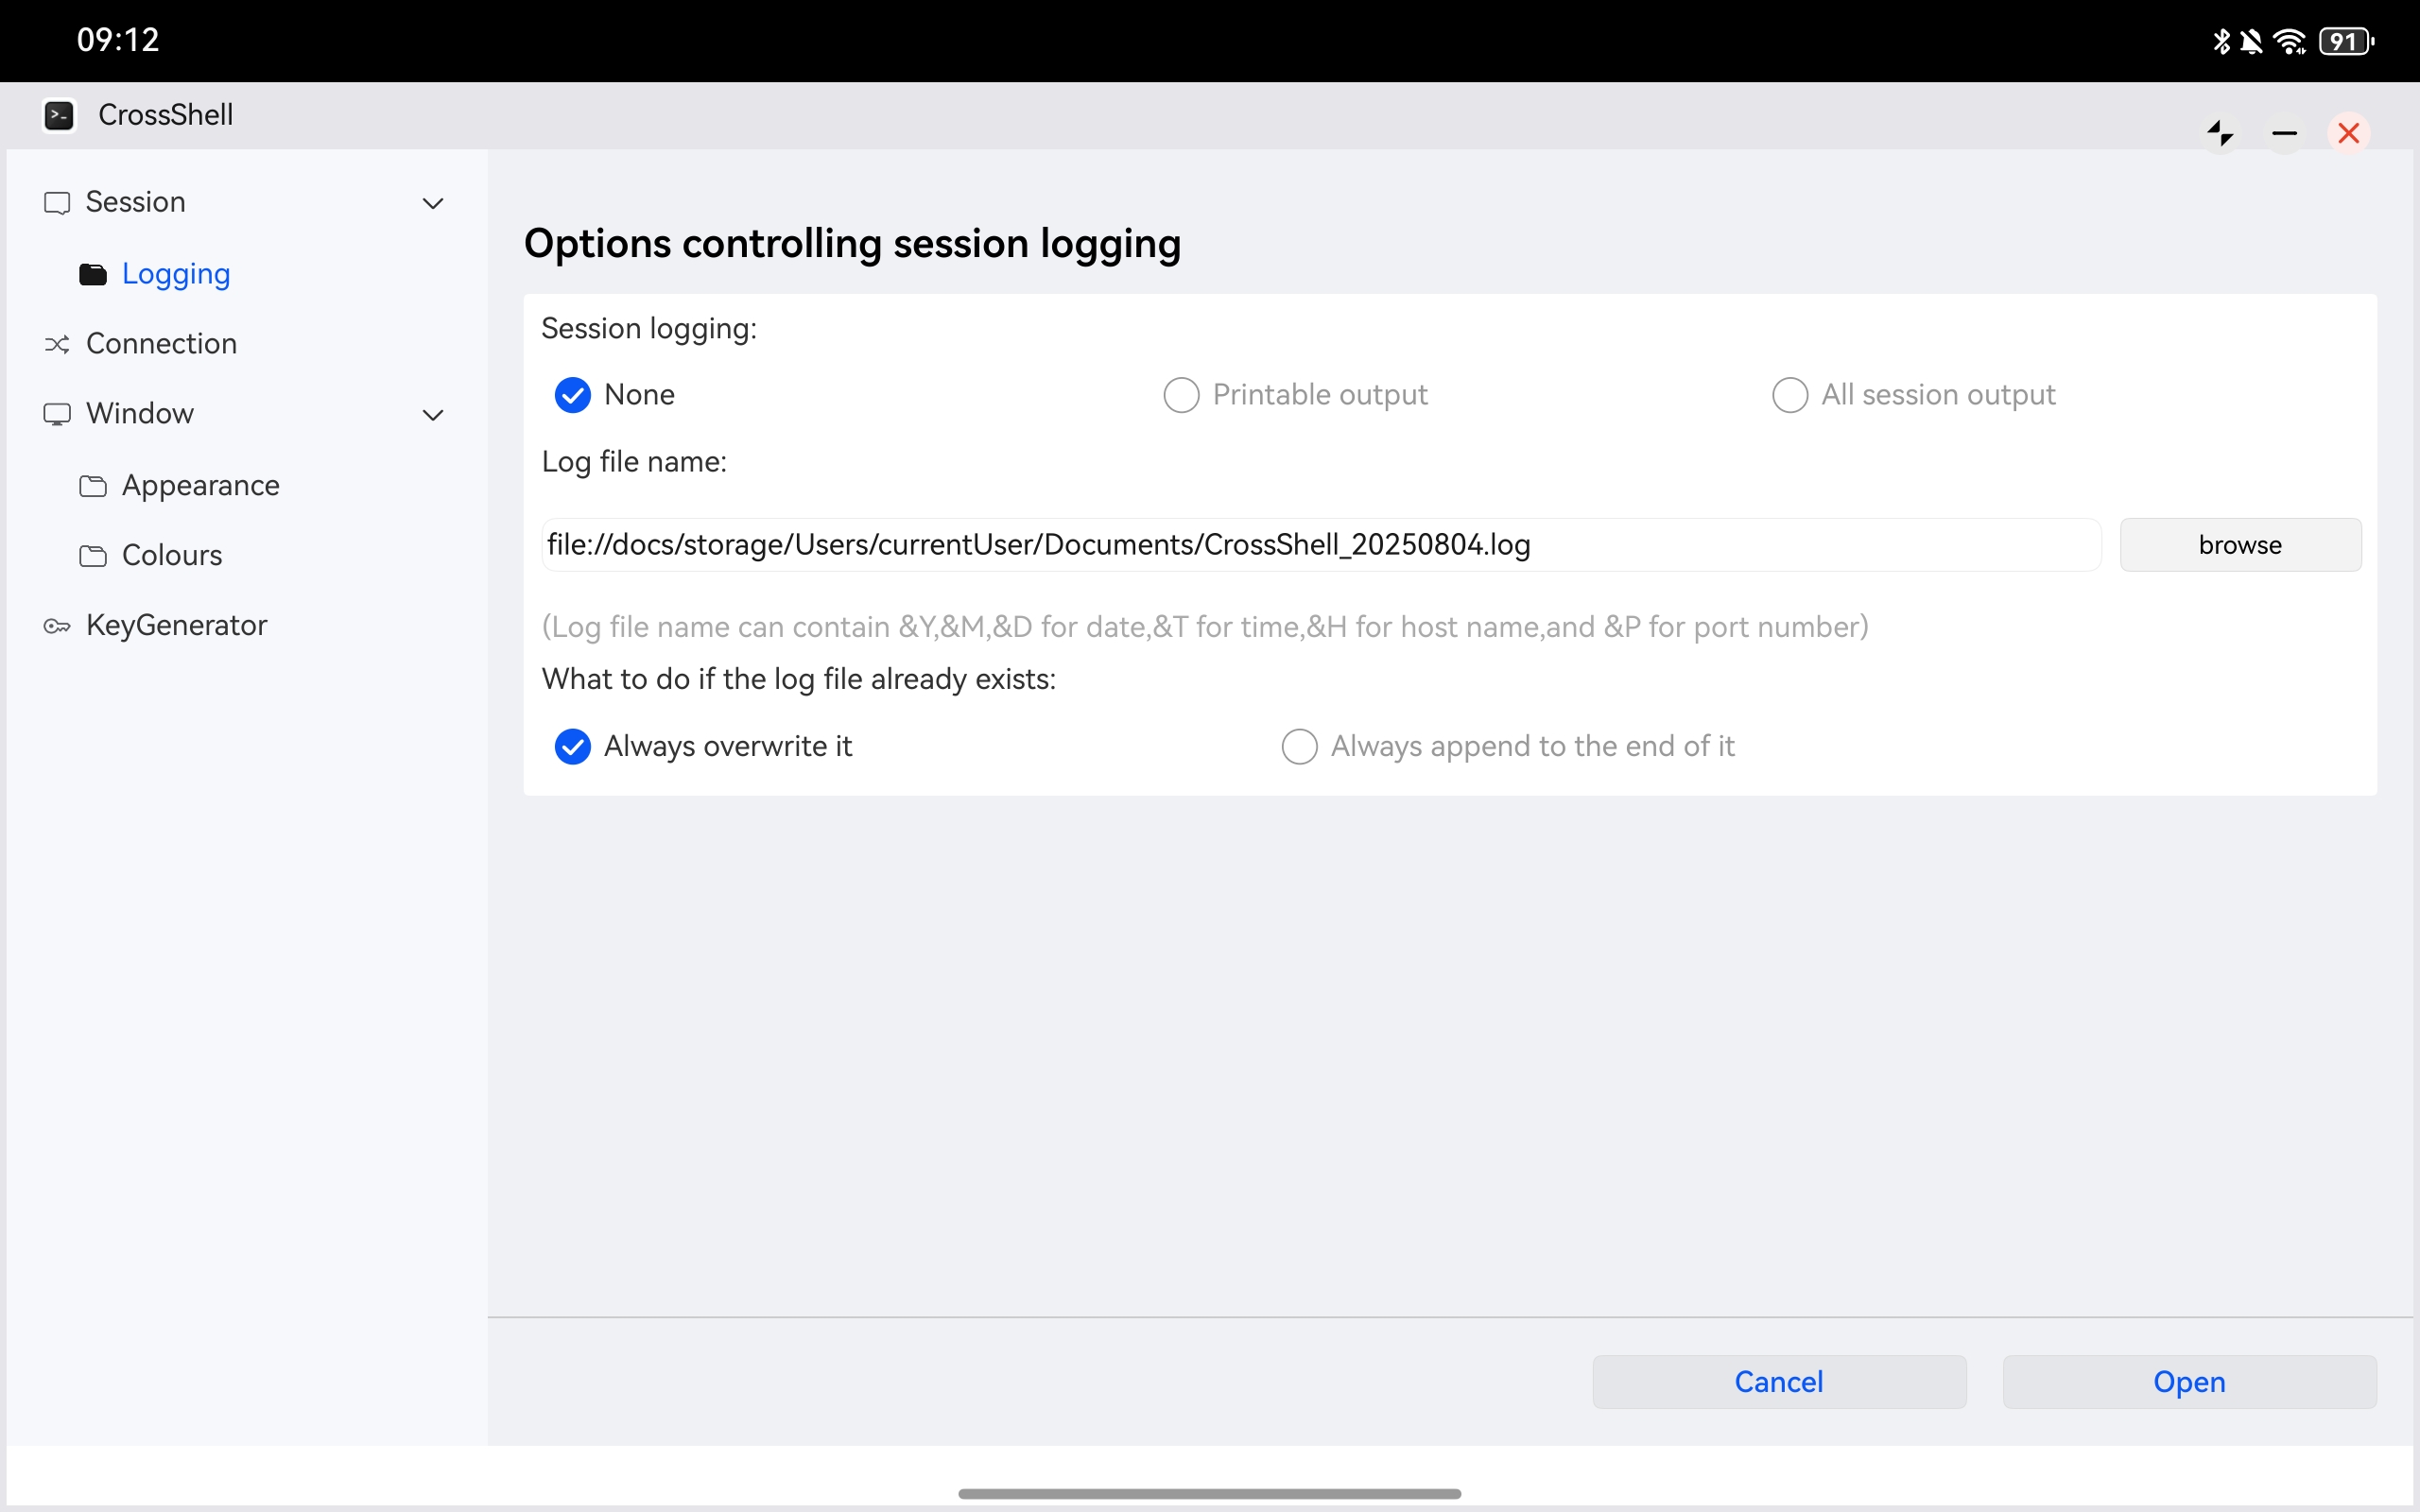 09:12
91
CrossShell
Session
Logging
Connection
Window
Appearance
Colours
KeyGenerator
Options controlling session logging
Session logging:
None Printable output All session output
Log file name:
file://docs/storage/Users/currentUser/Documents/CrossShell_20250804.log browse
(Log file name can contain &Y,&M,&D for date,&T for time,&H for host name,and &P for port number)
What to do if the log file already exists:
Always overwrite it Always append to the end of it
Cancel Open